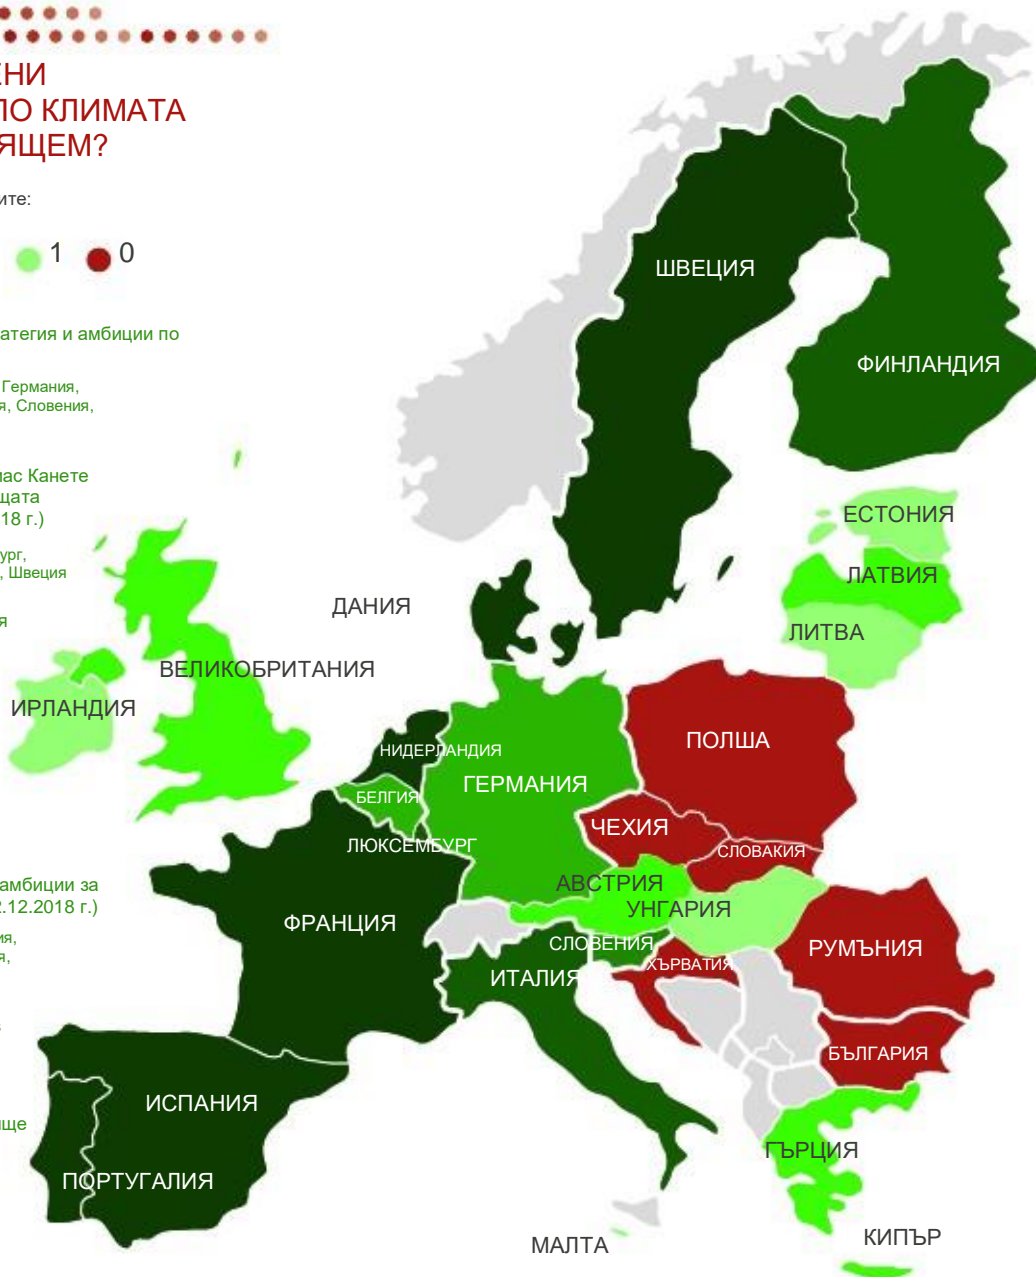 ЕНИ
ПО КЛИМАТА
ЯЩЕМ?
ите:
1 0
атегия и амбиции по
Германия,
я, Словения,
иас Канете
щата
18 г.)
ург,
, Швеция
я
амбиции за
2.12.2018 г.)
ия,
я,
в
ище
ШВЕЦИЯ
ФИНЛАНДИЯ
ЕСТОНИЯ
ЛАТВИЯ
ДАНИЯ
ЛИТВА
ВЕЛИКОБРИТАНИЯ
ИРЛАНДИЯ
ПОЛША
НИДЕРЛАНДИЯ
ГЕРМАНИЯ
БЕЛГИЯ
ЧЕХИЯ
ЛЮКСЕМБУРГ
СЛОВАКИЯ
АВСТРИЯ
УНГАРИЯ
ФРАНЦИЯ
СЛОВЕНИЯ
РУМЪНИЯ
ХЪРВАТИЯ
ИТАЛИЯ
БЪЛГАРИЯ
ИСПАНИЯ
ГЪРЦИЯ
ПОРТУГАЛИЯ
КИПЪР
МАЛТА